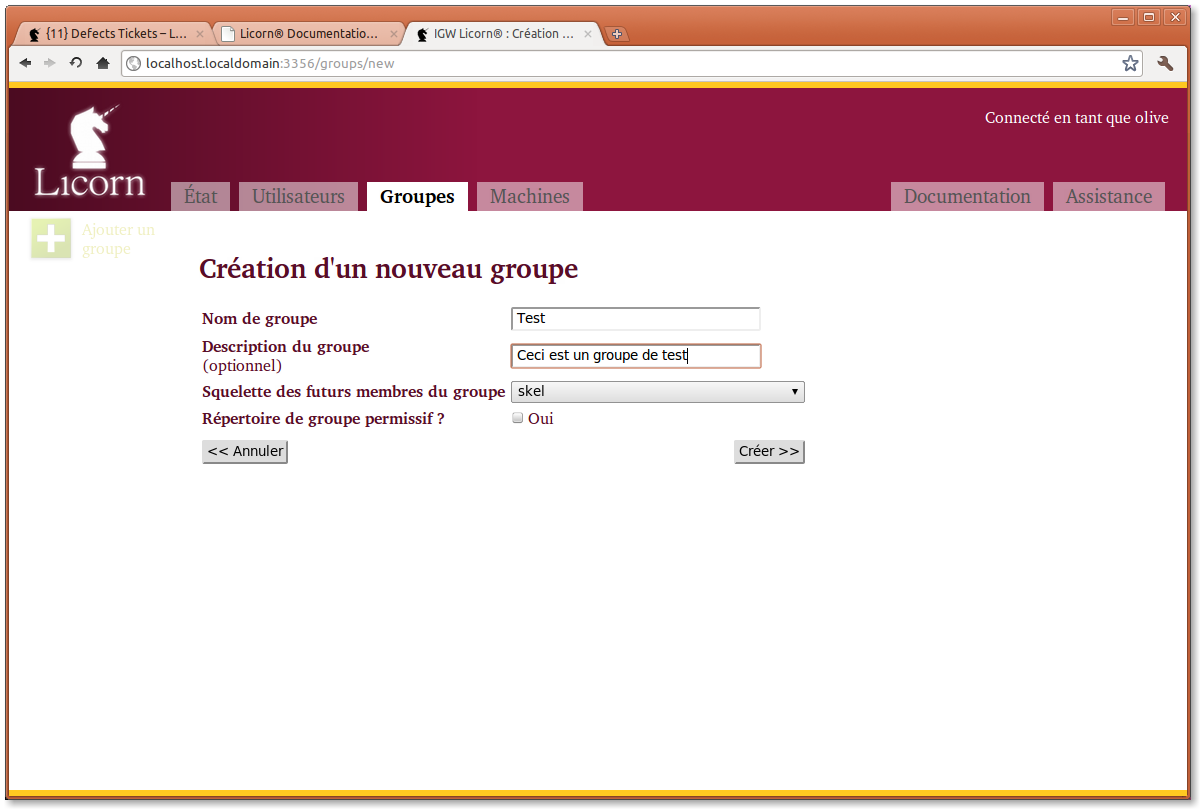 {11} Defects Tickets – L...
Licorn® Documentatio...
IGW Licorn® : Création ...
localhost.localdomain:3356/groups/new
Connecté en tant que olive
Licorn
État
Utilisateurs
Groupes
Machines
Documentation
Assistance
Ajouter un
groupe
Création d'un nouveau groupe
Nom de groupe
Test
Description du groupe
(optionnel)
Ceci est un groupe de test
Squelette des futurs membres du groupe
skel
Répertoire de groupe permissif ?
Oui
<< Annuler
Créer >>